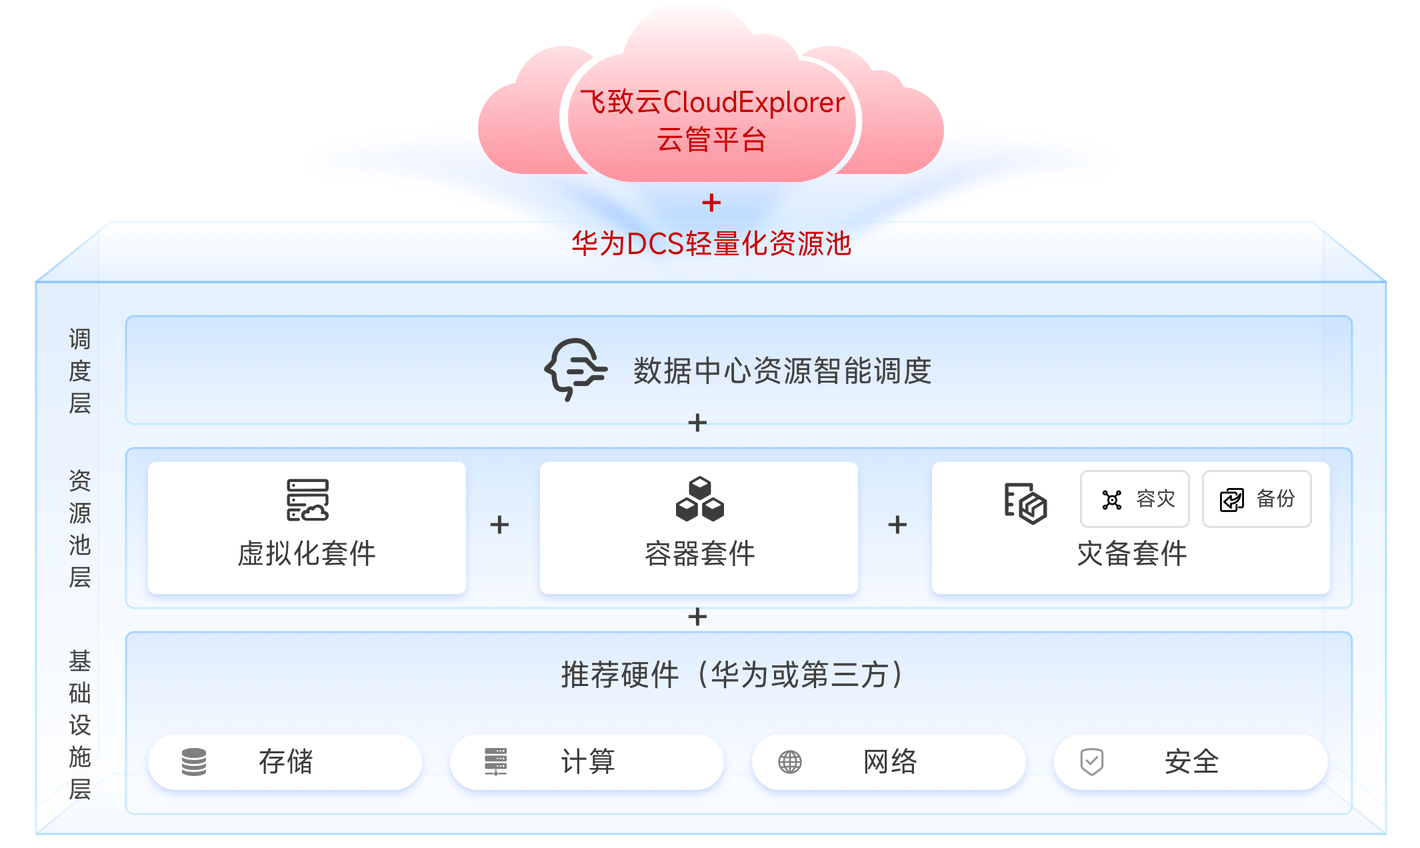 飞致云CloudExplorer
云管平台
+
华为DCS轻量化资源池
调度层
数据中心资源智能调度
+
资源池层
虚拟化套件
+
容器套件
+
容灾
备份
灾备套件
+
基础设施层
推荐硬件（华为或第三方）
存储
计算
网络
安全